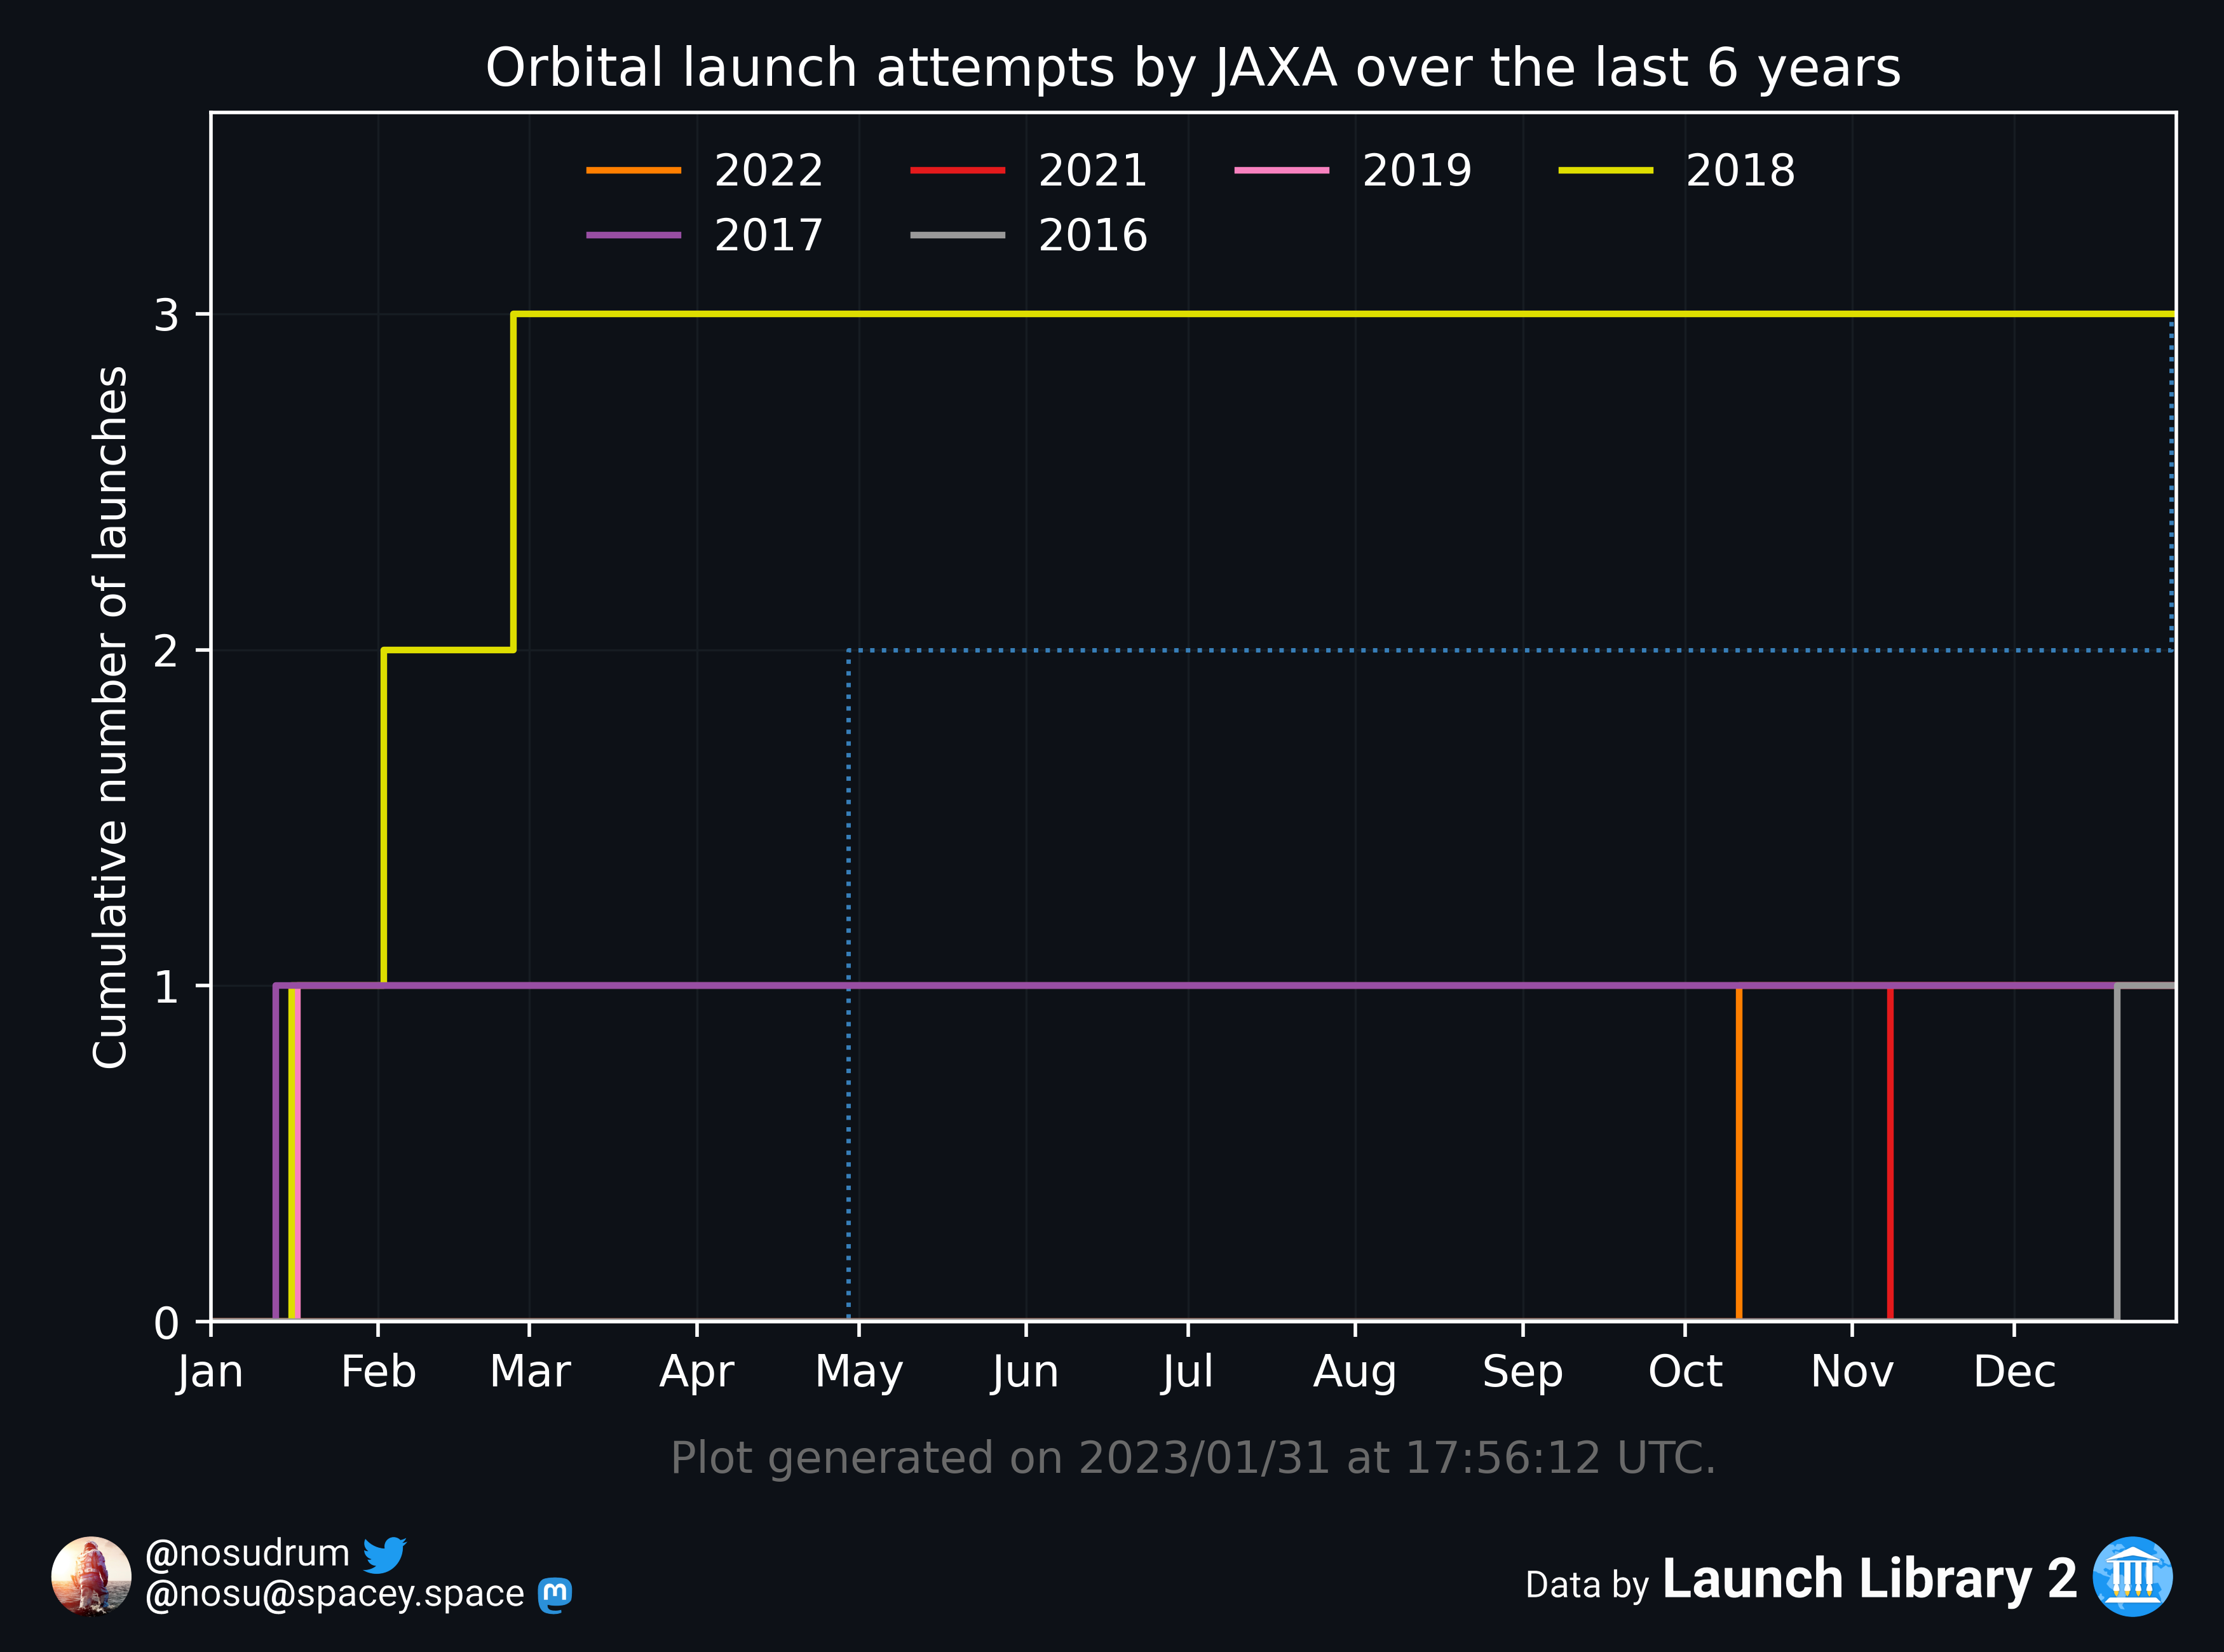 Orbital launch attempts by JAXA over the last 6 years
2022 2021 2019 2018
2017 2016
Cumulative number of launches
3
2
1
0
Jan Feb Mar Apr May Jun Jul Aug Sep Oct Nov Dec
Plot generated on 2023/01/31 at 17:56:12 UTC.
@nosudrum
@nosu@spacey.space
Data by Launch Library 2